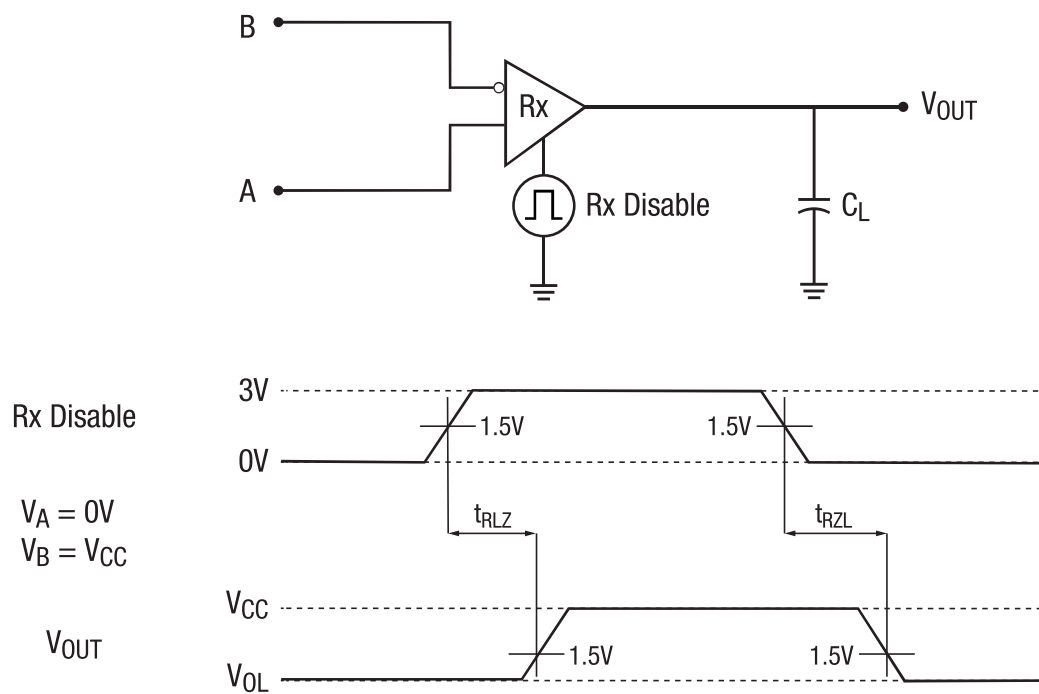 B
Rx
V_OUT
A
Rx Disable
C_L
3V
Rx Disable
1.5V
1.5V
0V
V_A = 0V
t_RLZ
t_RZL
V_B = V_CC
V_CC
V_OUT
1.5V
1.5V
V_OL